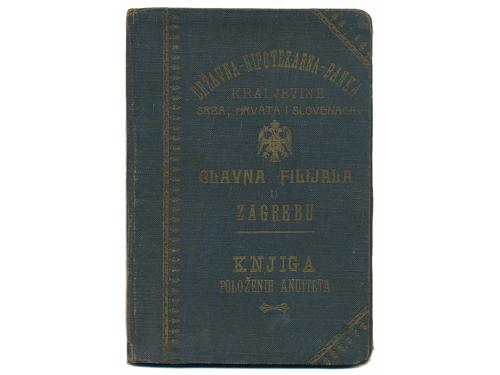 DRŽAVNA-HIPOTEKARNA-BANKA
KRALJEVINE
SRBA, HRVATA I SLOVENACA
GLAVNA FILIJALA
U
ZAGREBU
KNJIGA
POLOŽENIH ANUITETA